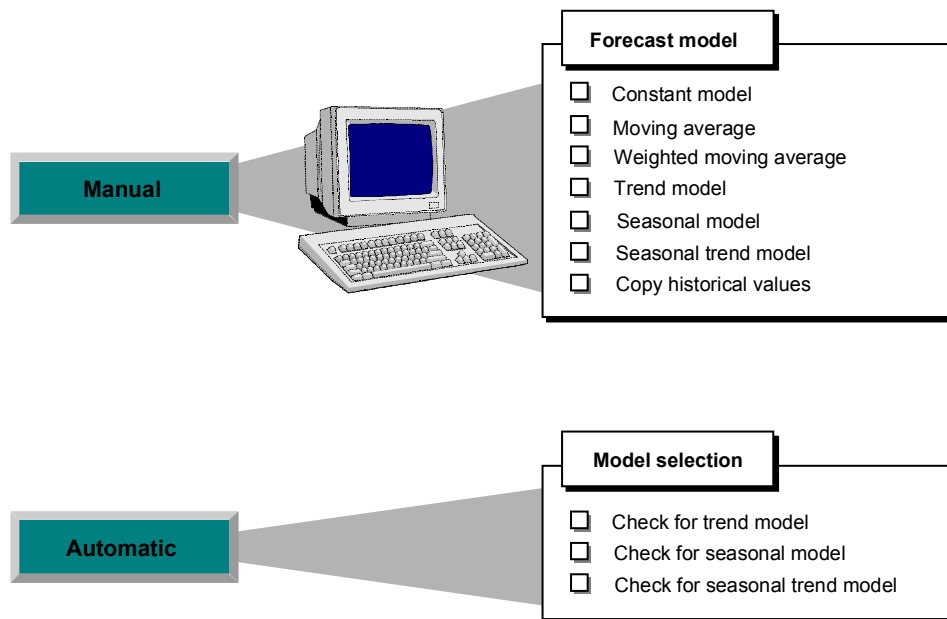 Forecast model
Constant model
Moving average
Weighted moving average
Manual
Trend model
Seasonal model
Seasonal trend model
Copy historical values
Model selection
Automatic
Check for trend model
Check for seasonal model
Check for seasonal trend model